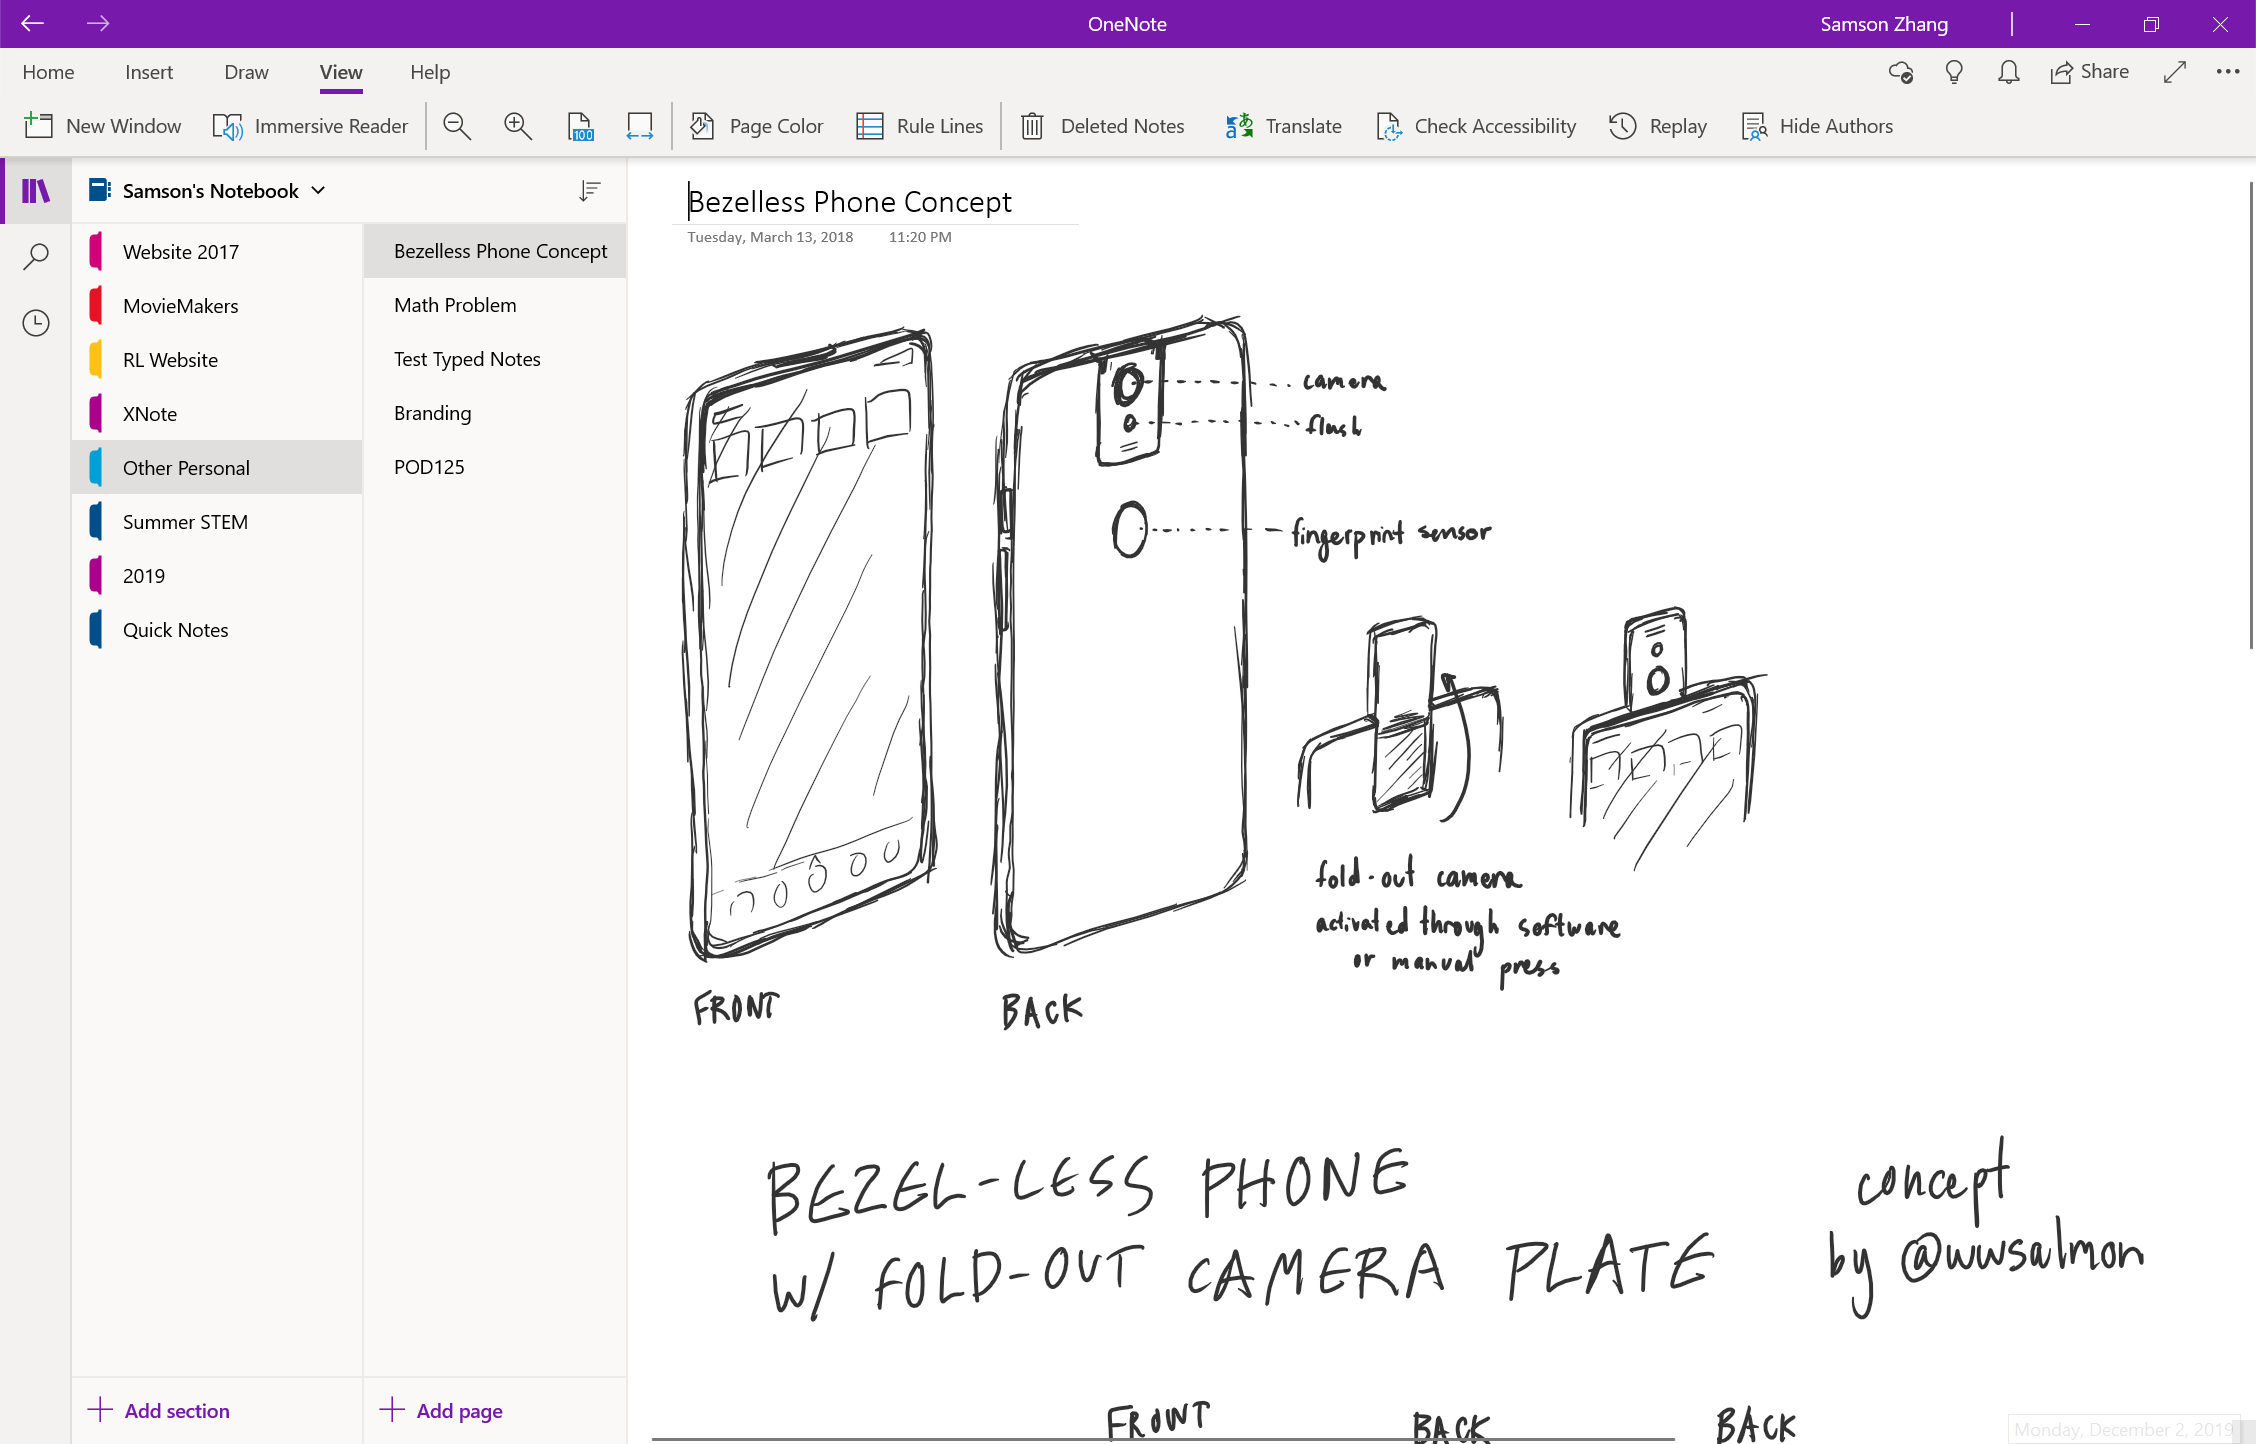 OneNote
Samson Zhang
Home Insert Draw View Help
Share
New Window Immersive Reader 100 Page Color Rule Lines Deleted Notes Translate Check Accessibility Replay Hide Authors
Samson's Notebook
Website 2017
MovieMakers
RL Website
XNote
Other Personal
Summer STEM
2019
Quick Notes
Add section
Bezelless Phone Concept
Math Problem
Test Typed Notes
Branding
POD125
Add page
Bezelless Phone Concept
Tuesday, March 13, 2018 11:20 PM
camera
flash
fingerprint sensor
fold-out camera
activated through software
or manual press
FRONT
BACK
BEZEL-LESS PHONE
W/ FOLD-OUT CAMERA PLATE
concept
by @wwsalmon
FRONT
BACK
BACK
Monday, December 2, 2019